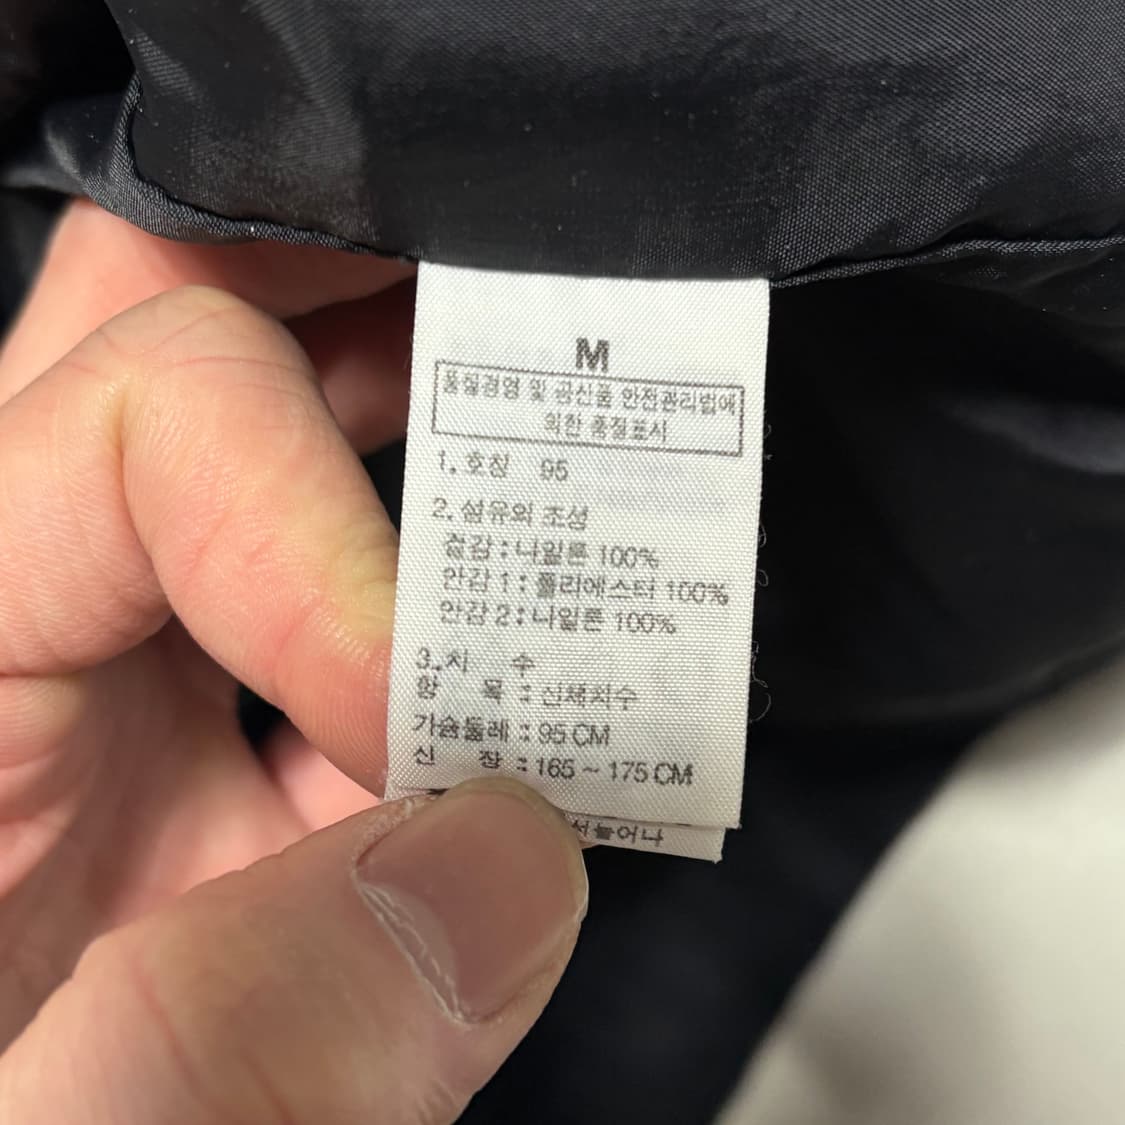 M
품질경영 및 공산품 안전관리법에
의한 품질표시
1. 호칭 95
2. 섬유의 조성
겉감 : 나일론 100%
안감 1 : 폴리에스터 100%
안감 2 : 나일론 100%
3. 치 수
항 목 : 신체치수
가슴둘레 : 95 CM
신 장 : 165 ~ 175 CM